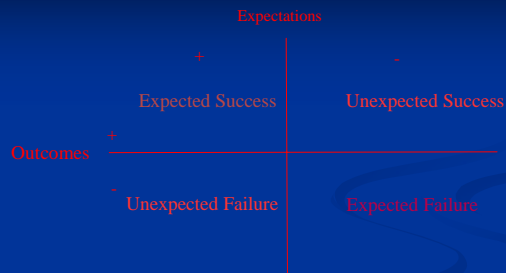 Expectations
+
-
Expected Success
Unexpected Success
+
Outcomes
-
Unexpected Failure
Expected Failure